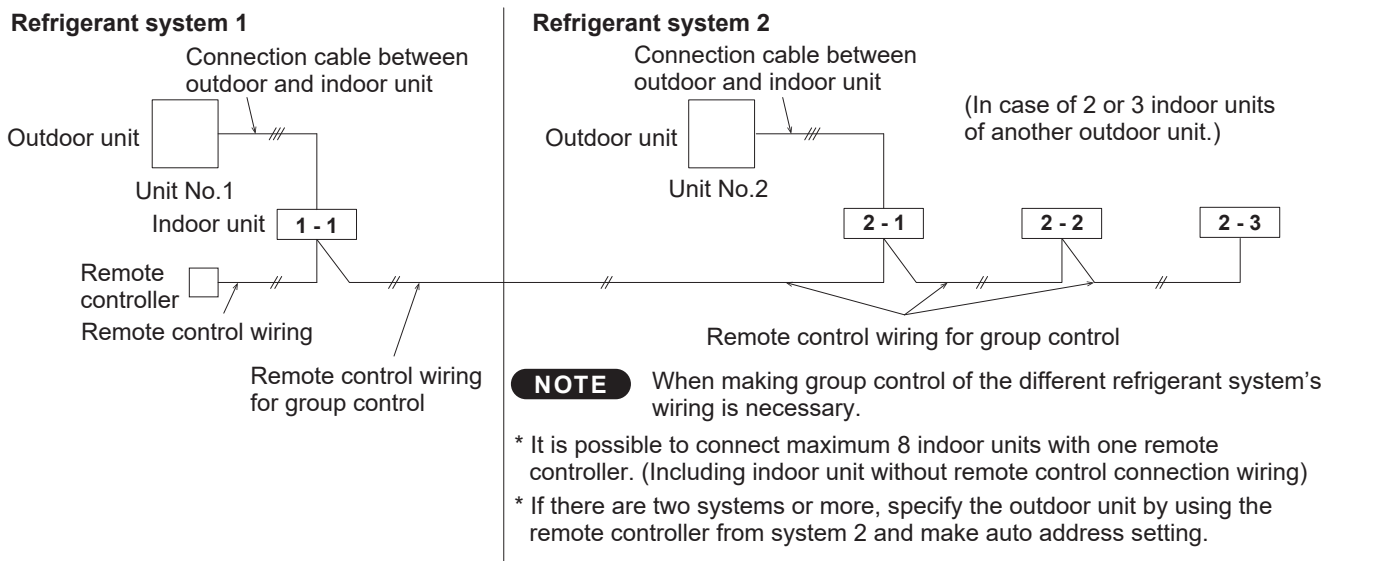 Refrigerant system 1
Connection cable between
outdoor and indoor unit
Outdoor unit
Unit No.1
Indoor unit
1 - 1
Remote
controller
Remote control wiring
Remote control wiring
for group control
Refrigerant system 2
Connection cable between
outdoor and indoor unit
(In case of 2 or 3 indoor units
of another outdoor unit.)
Outdoor unit
Unit No.2
2 - 1
2 - 2
2 - 3
Remote control wiring for group control
NOTE
When making group control of the different refrigerant system's
wiring is necessary.
* It is possible to connect maximum 8 indoor units with one remote
controller. (Including indoor unit without remote control connection wiring)
* If there are two systems or more, specify the outdoor unit by using the
remote controller from system 2 and make auto address setting.